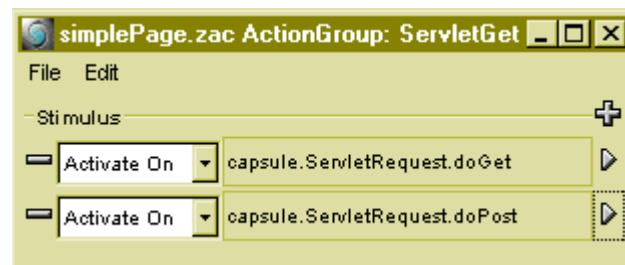 simplePage.zac ActionGroup: ServletGet
File Edit
Stimulus
Activate On capsule.ServletRequest.doGet
Activate On capsule.ServletRequest.doPost